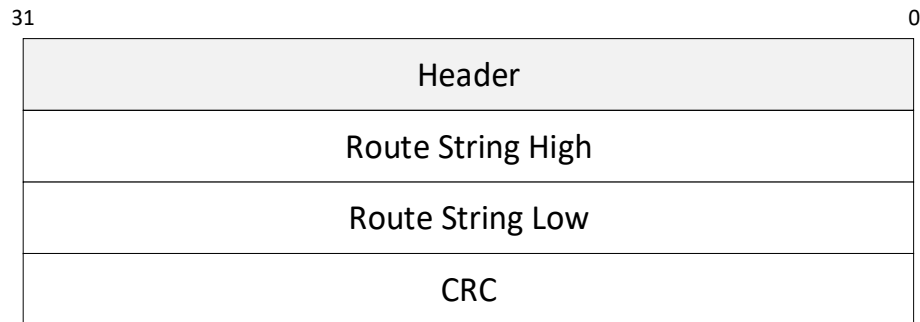 31 0
Header
Route String High
Route String Low
CRC